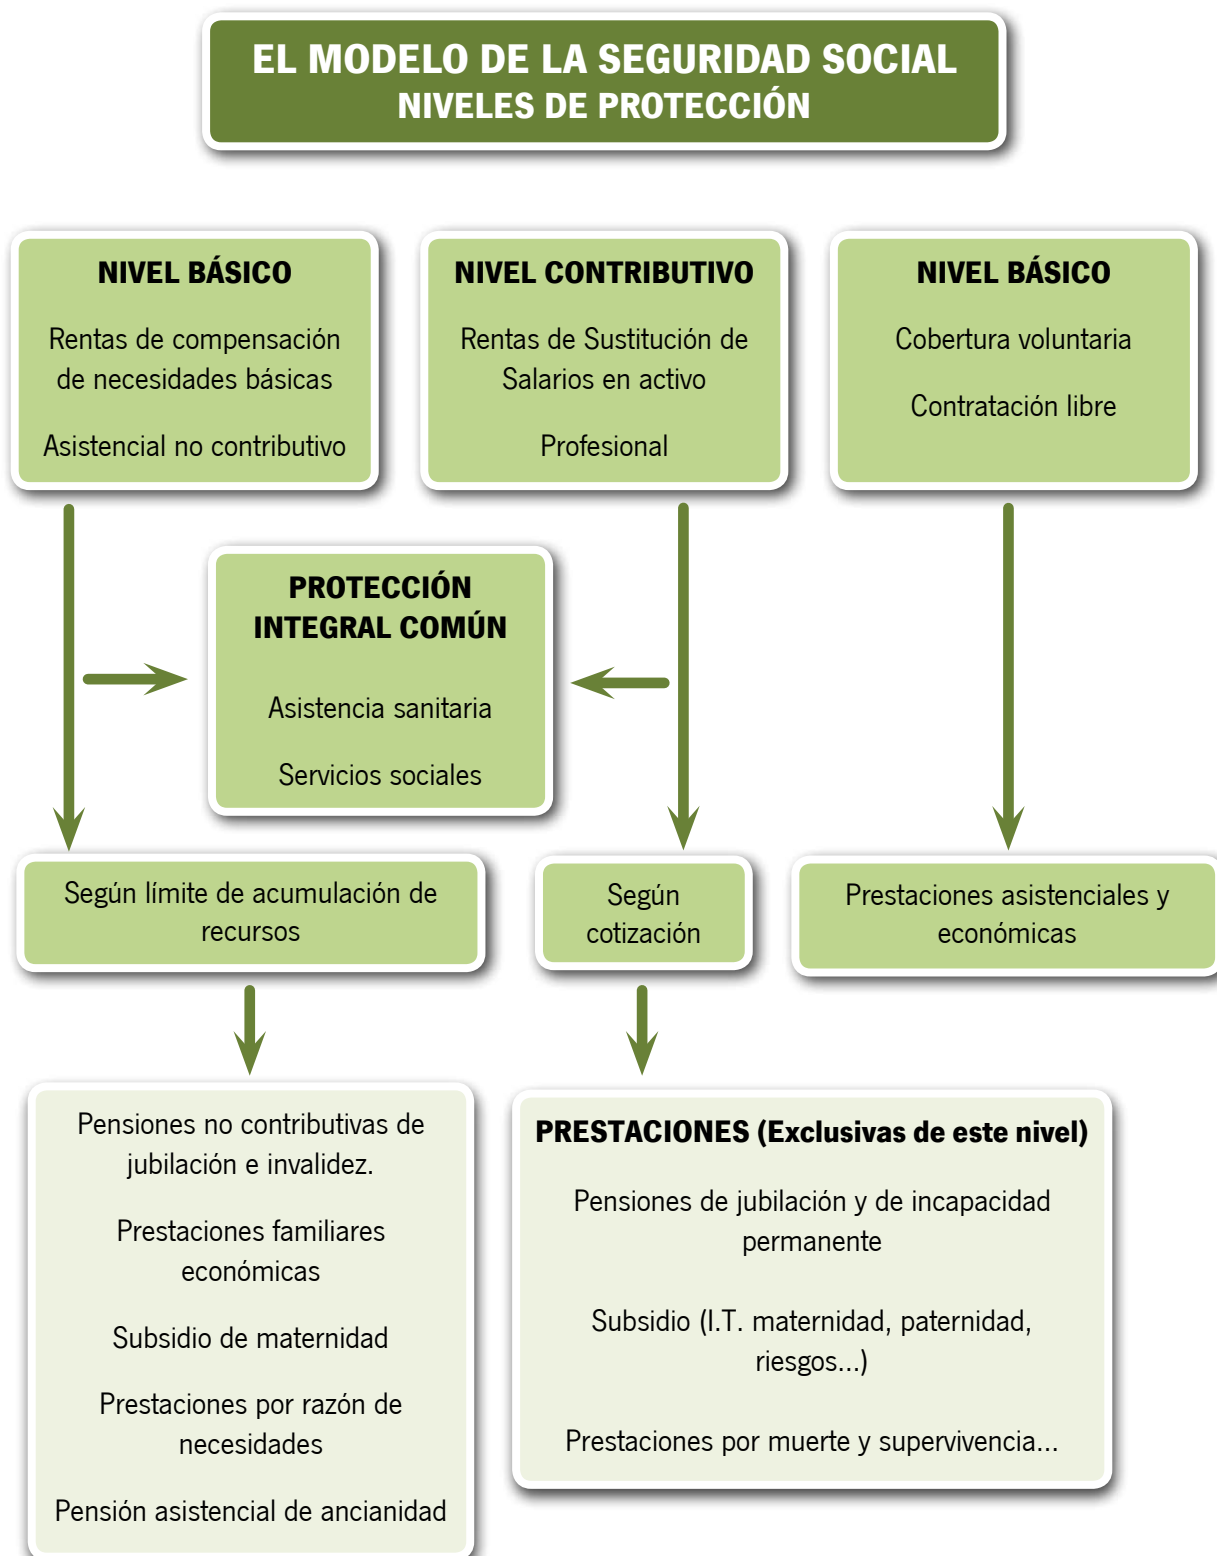 EL MODELO DE LA SEGURIDAD SOCIAL
NIVELES DE PROTECCIÓN
NIVEL BÁSICO
Rentas de compensación
de necesidades básicas
Asistencial no contributivo
NIVEL CONTRIBUTIVO
Rentas de Sustitución de
Salarios en activo
Profesional
NIVEL BÁSICO
Cobertura voluntaria
Contratación libre
PROTECCIÓN
INTEGRAL COMÚN
Asistencia sanitaria
Servicios sociales
Según límite de acumulación de
recursos
Según
cotización
Prestaciones asistenciales y
económicas
Pensiones no contributivas de
jubilación e invalidez.
Prestaciones familiares
económicas
Subsidio de maternidad
Prestaciones por razón de
necesidades
Pensión asistencial de ancianidad
PRESTACIONES (Exclusivas de este nivel)
Pensiones de jubilación y de incapacidad
permanente
Subsidio (I.T. maternidad, paternidad,
riesgos...)
Prestaciones por muerte y supervivencia...